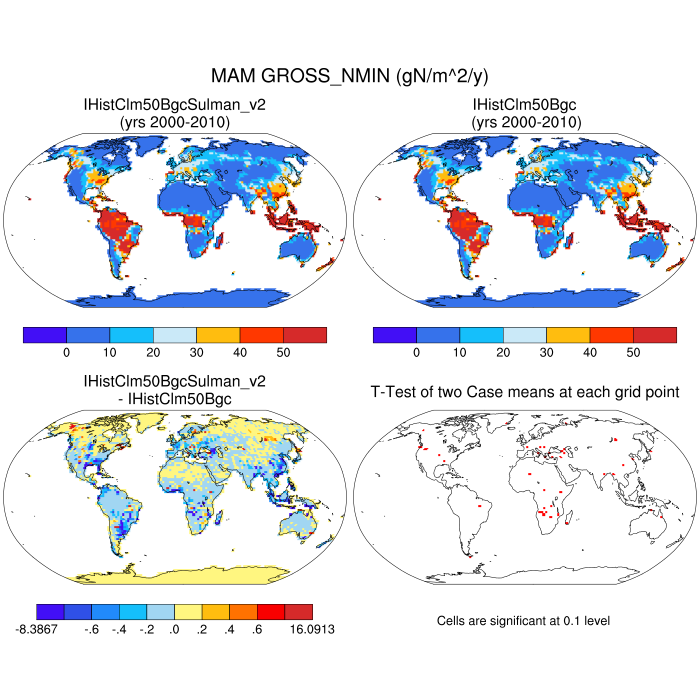 MAM GROSS_NMIN (gN/m^2/y)
IHistClm50BgcSulman_v2
(yrs 2000-2010)
IHistClm50Bgc
(yrs 2000-2010)
0 10 20 30 40 50
0 10 20 30 40 50
IHistClm50BgcSulman_v2
- IHistClm50Bgc
T-Test of two Case means at each grid point
-8.3867 -.6 -.4 -.2 .0 .2 .4 .6 16.0913
Cells are significant at 0.1 level